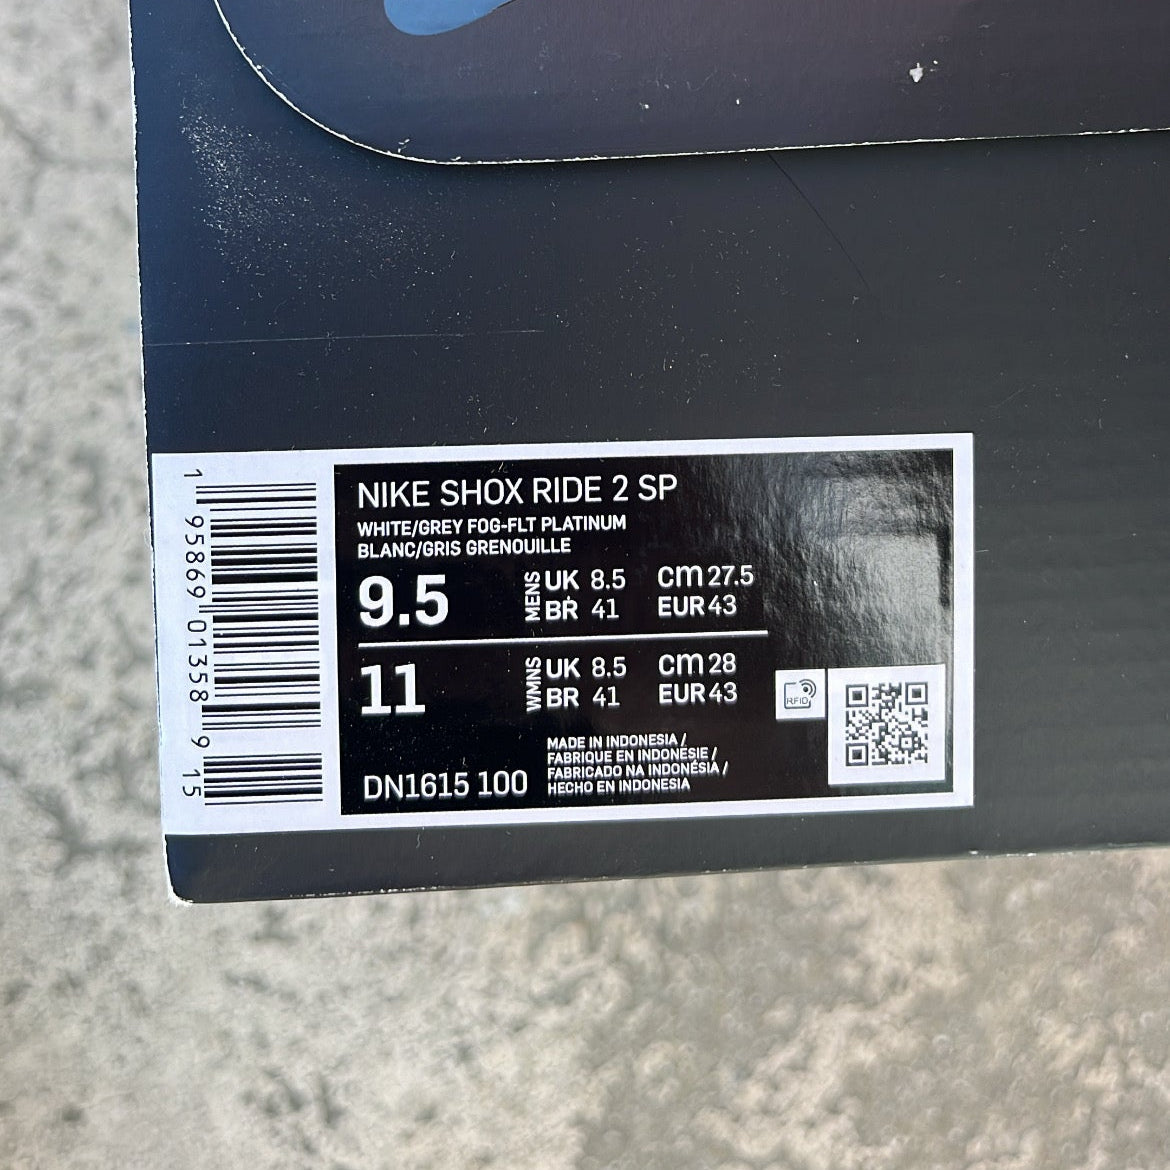 NIKE SHOX RIDE 2 SP
WHITE/GREY FOG-FLT PLATINUM
BLANC/GRIS GRENOUILLE
9.5 MENS UK 8.5 cm 27.5
BR 41 EUR 43
11 WMNS UK 8.5 cm 28
BR 41 EUR 43
RFID
DN1615 100
MADE IN INDONESIA /
FABRIQUE EN INDONESIE /
FABRICADO NA INDONÉSIA /
HECHO EN INDONESIA
1 95869 01358 9 15